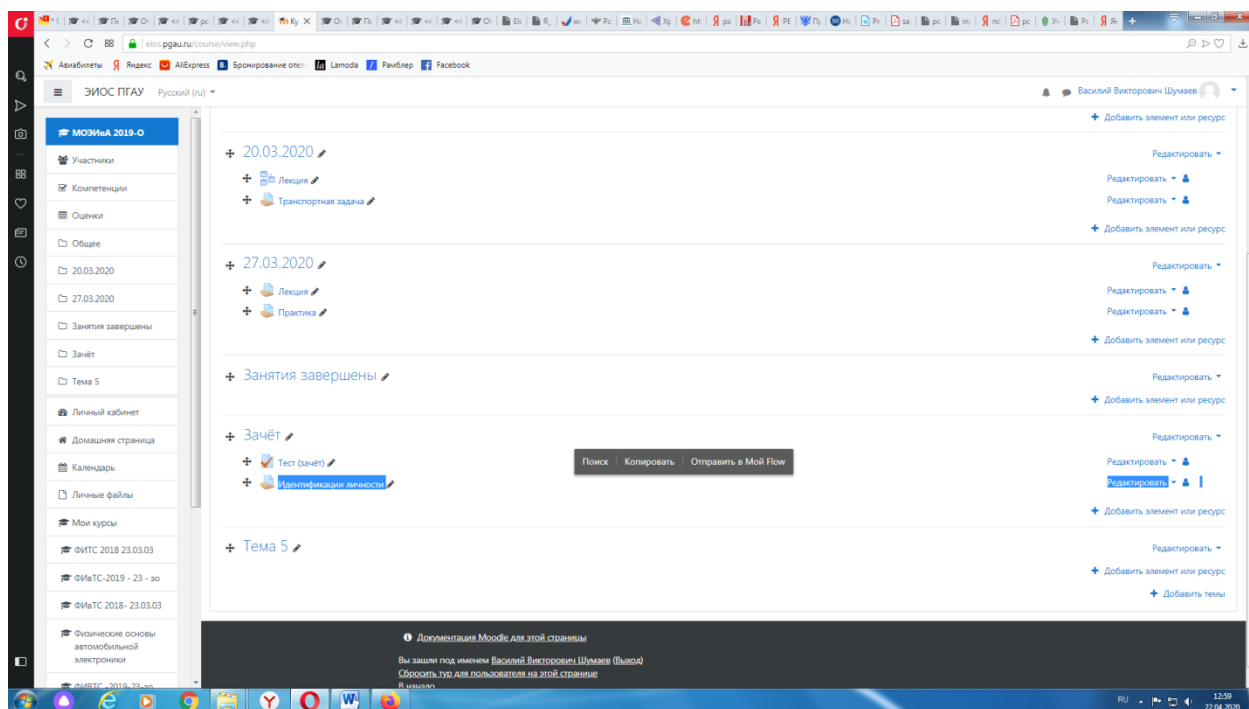 eios.pgau.ru/course/view.php
Авиабилеты Яндекс AliExpress Бронирование отел Lamoda Рамблер Facebook
ЭИОС ПГАУ Русский (ru) Василий Викторович Шумаев
МОЭИвА 2019-О
Участники
Компетенции
Оценки
Общее
20.03.2020
27.03.2020
Занятия завершены
Зачёт
Тема 5
Личный кабинет
Домашняя страница
Календарь
Личные файлы
Мои курсы
ФИТС 2018 23.03.03
ФИвТС-2019 - 23 - зо
ФИвТС 2018- 23.03.03
Физические основы
автомобильной
электроники
Добавить элемент или ресурс
20.03.2020 Редактировать
Лекция Редактировать
Транспортная задача Редактировать
Добавить элемент или ресурс
27.03.2020 Редактировать
Лекция Редактировать
Практика Редактировать
Добавить элемент или ресурс
Занятия завершены Редактировать
Добавить элемент или ресурс
Зачёт Редактировать
Поиск Копировать Отправить в Мой Flow
Тест (зачёт) Редактировать
Идентификации личности Редактировать
Добавить элемент или ресурс
Тема 5 Редактировать
Добавить элемент или ресурс
Добавить темы
Документация Moodle для этой страницы
Вы зашли под именем Василий Викторович Шумаев (Выход)
Сбросить тур для пользователя на этой странице
В начало
RU 12:59
22.04.2020